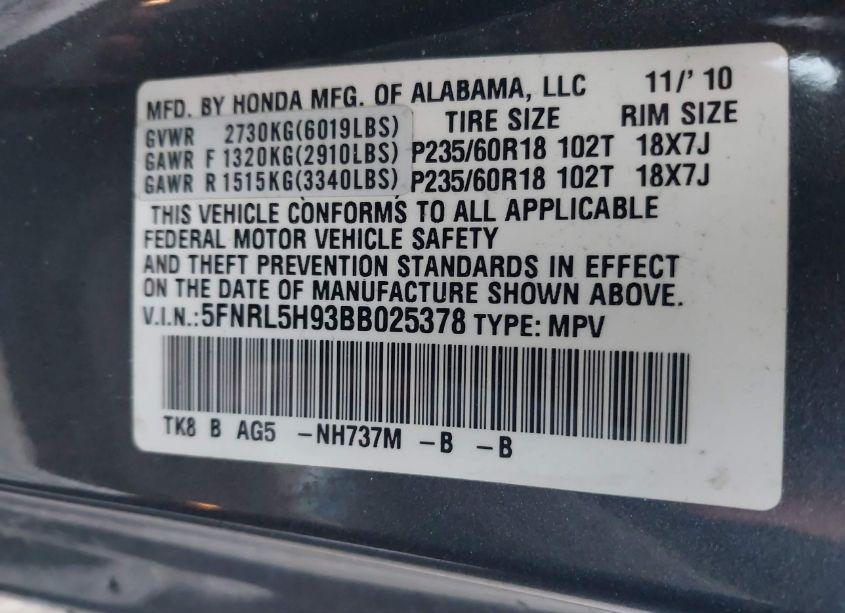 MFD. BY HONDA MFG. OF ALABAMA, LLC 11/' 10
GVWR 2730KG(6019LBS) TIRE SIZE RIM SIZE
GAWR F 1320KG(2910LBS) P235/60R18 102T 18X7J
GAWR R 1515KG(3340LBS) P235/60R18 102T 18X7J
THIS VEHICLE CONFORMS TO ALL APPLICABLE
FEDERAL MOTOR VEHICLE SAFETY
AND THEFT PREVENTION STANDARDS IN EFFECT
ON THE DATE OF MANUFACTURE SHOWN ABOVE.
V.I.N.:5FNRL5H93BB025378 TYPE: MPV
TK8 B AG5 -NH737M -B -B